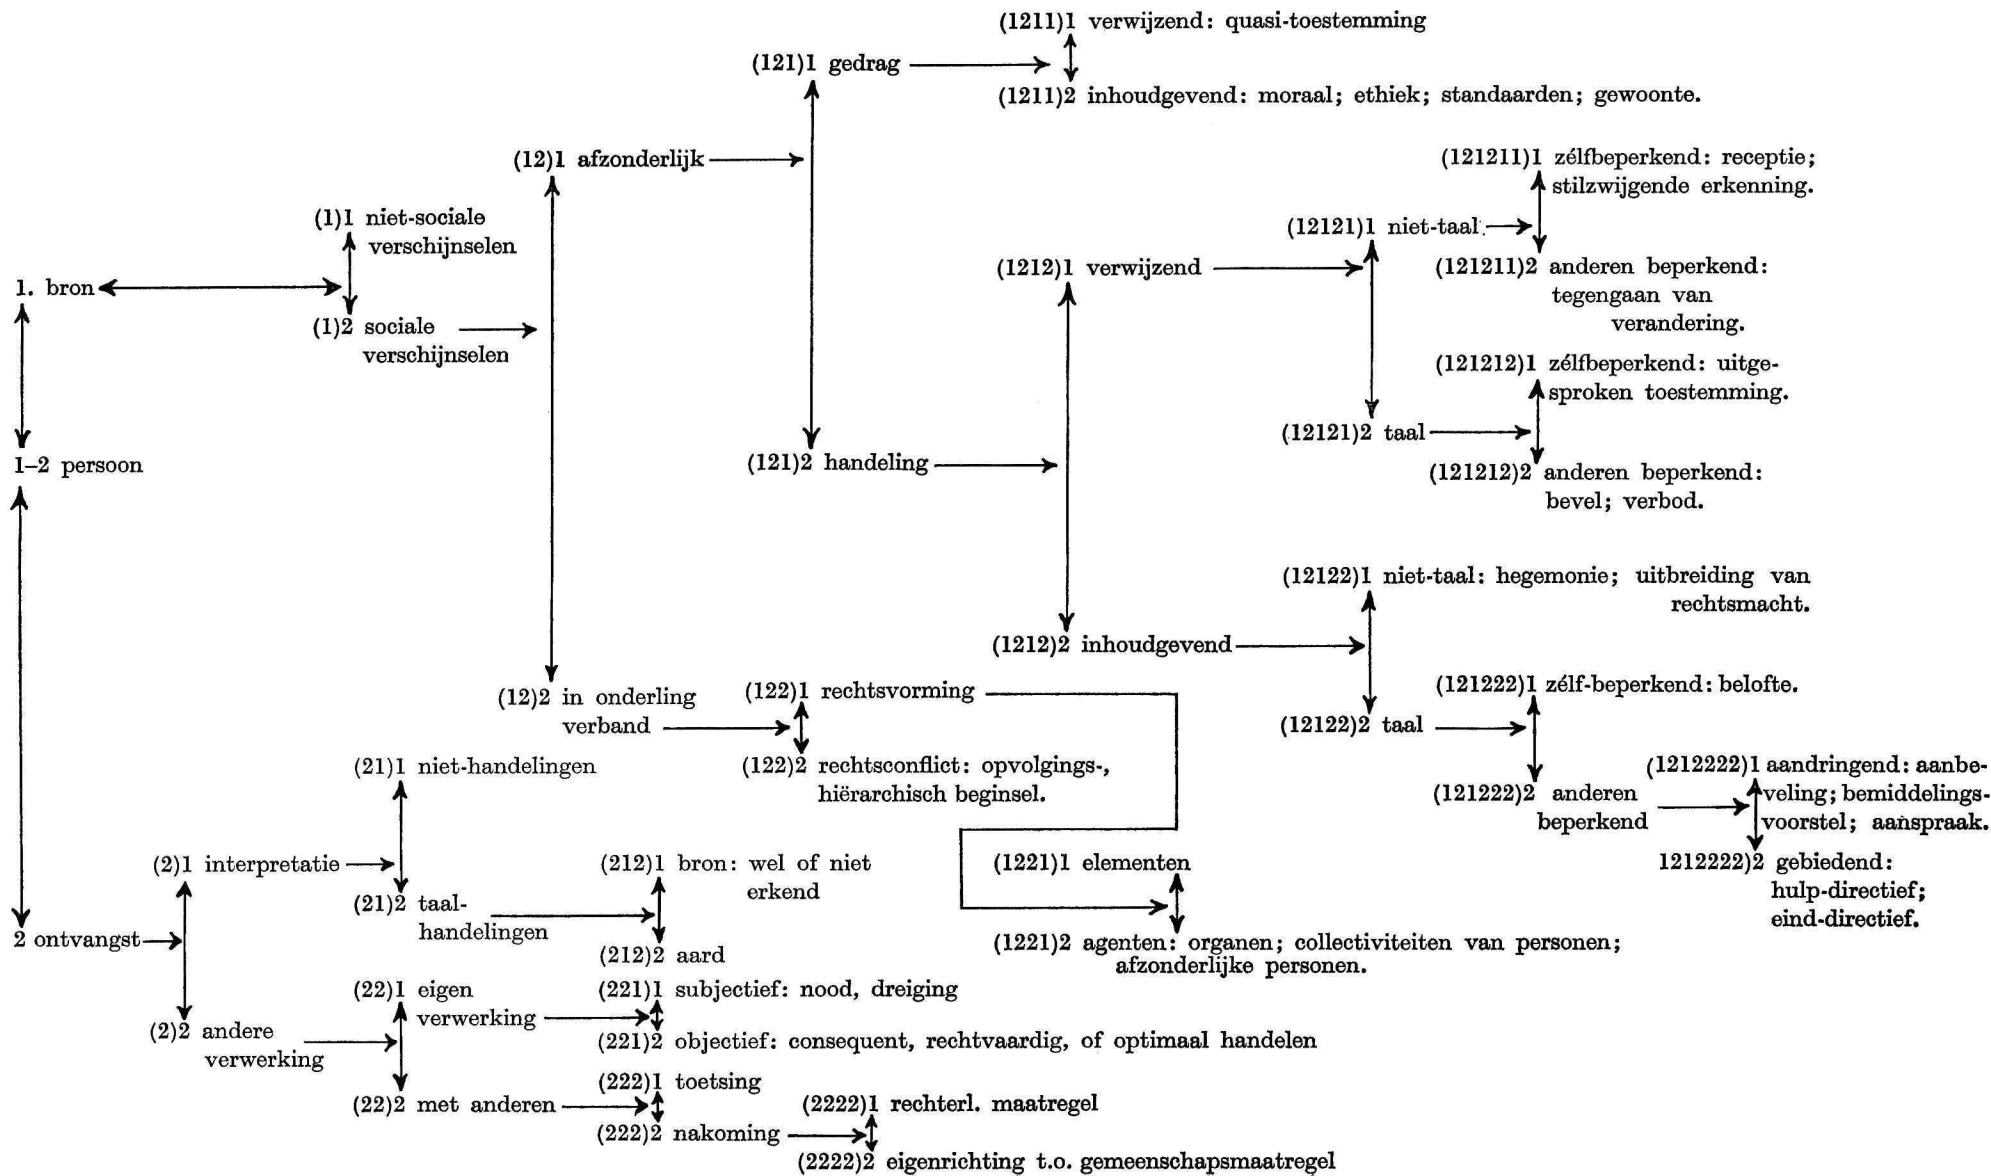 (1211)1 verwijzend: quasi-toestemming
(121)1 gedrag
(1211)2 inhoudgevend: moraal; ethiek; standaarden; gewoonte.
(12)1 afzonderlijk
(121211)1 zélfbeperkend: receptie;
stilzwijgende erkenning.
(1)1 niet-sociale
verschijnselen
(12121)1 niet-taal
(1212)1 verwijzend
(121211)2 anderen beperkend:
tegengaan van
verandering.
1. bron
(1)2 sociale
verschijnselen
(121212)1 zélfbeperkend: uitge-
sproken toestemming.
(12121)2 taal
1–2 persoon
(121)2 handeling
(121212)2 anderen beperkend:
bevel; verbod.
(12122)1 niet-taal: hegemonie; uitbreiding van
rechtsmacht.
(1212)2 inhoudgevend
(12)2 in onderling
verband
(122)1 rechtsvorming
(121222)1 zélf-beperkend: belofte.
(12122)2 taal
(21)1 niet-handelingen
(122)2 rechtsconflict: opvolgings-,
hiërarchisch beginsel.
(121222)2 anderen
beperkend
(1212222)1 aandringend: aanbe-
veling; bemiddelings-
voorstel; aanspraak.
(2)1 interpretatie
(212)1 bron: wel of niet
erkend
(1221)1 elementen
1212222)2 gebiedend:
hulp-directief;
eind-directief.
(21)2 taal-
handelingen
2 ontvangst
(212)2 aard
(1221)2 agenten: organen; collectiviteiten van personen;
afzonderlijke personen.
(22)1 eigen
verwerking
(221)1 subjectief: nood, dreiging
(2)2 andere
verwerking
(221)2 objectief: consequent, rechtvaardig, of optimaal handelen
(222)1 toetsing
(22)2 met anderen
(2222)1 rechterl. maatregel
(222)2 nakoming
(2222)2 eigenrichting t.o. gemeenschapsmaatregel